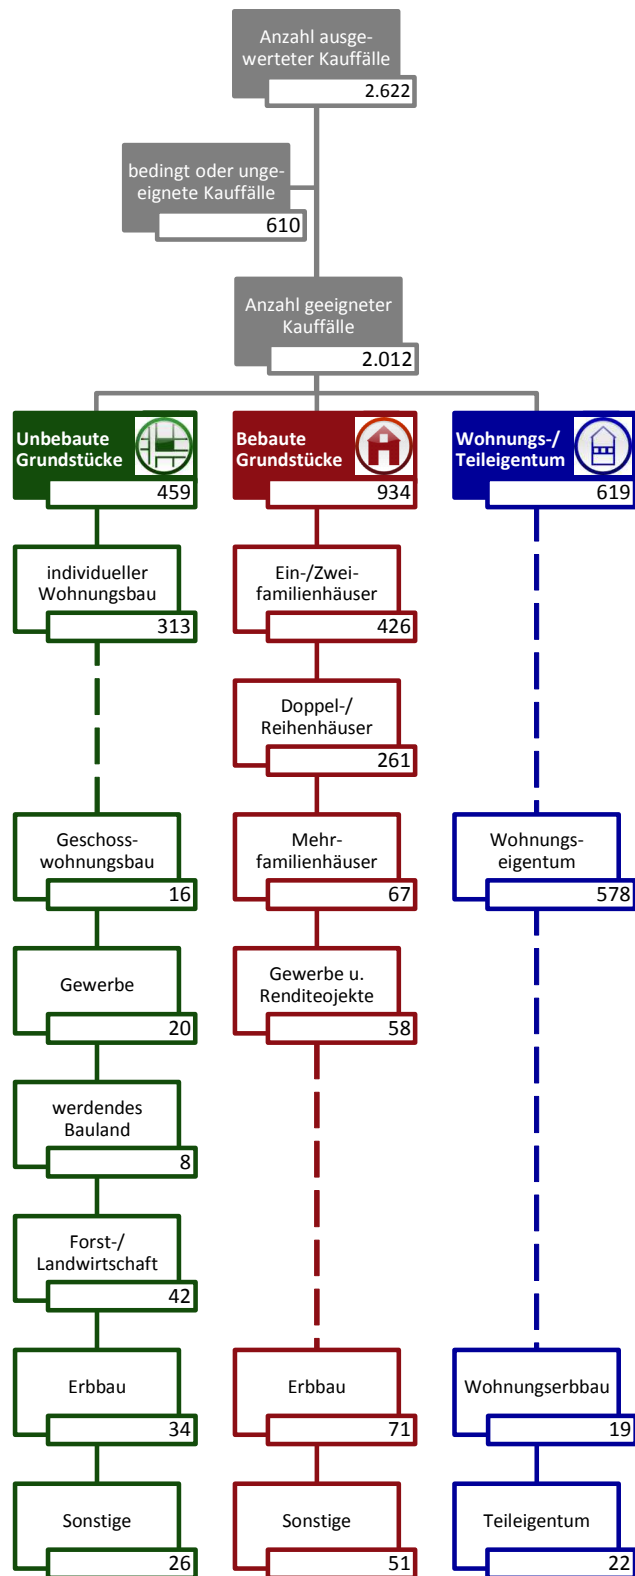 Anzahl ausge-
werteter Kauffälle
2.622
bedingt oder unge-
eignete Kauffälle
610
Anzahl geeigneter
Kauffälle
2.012
Unbebaute
Grundstücke
459
individueller
Wohnungsbau
313
Geschoss-
wohnungsbau
16
Gewerbe
20
werdendes
Bauland
8
Forst-/
Landwirtschaft
42
Erbbau
34
Sonstige
26
Bebaute
Grundstücke
934
Ein-/Zwei-
familienhäuser
426
Doppel-/
Reihenhäuser
261
Mehr-
familienhäuser
67
Gewerbe u.
Renditeojekte
58
Erbbau
71
Sonstige
51
Wohnungs-/
Teileigentum
619
Wohnungs-
eigentum
578
Wohnungserbbau
19
Teileigentum
22